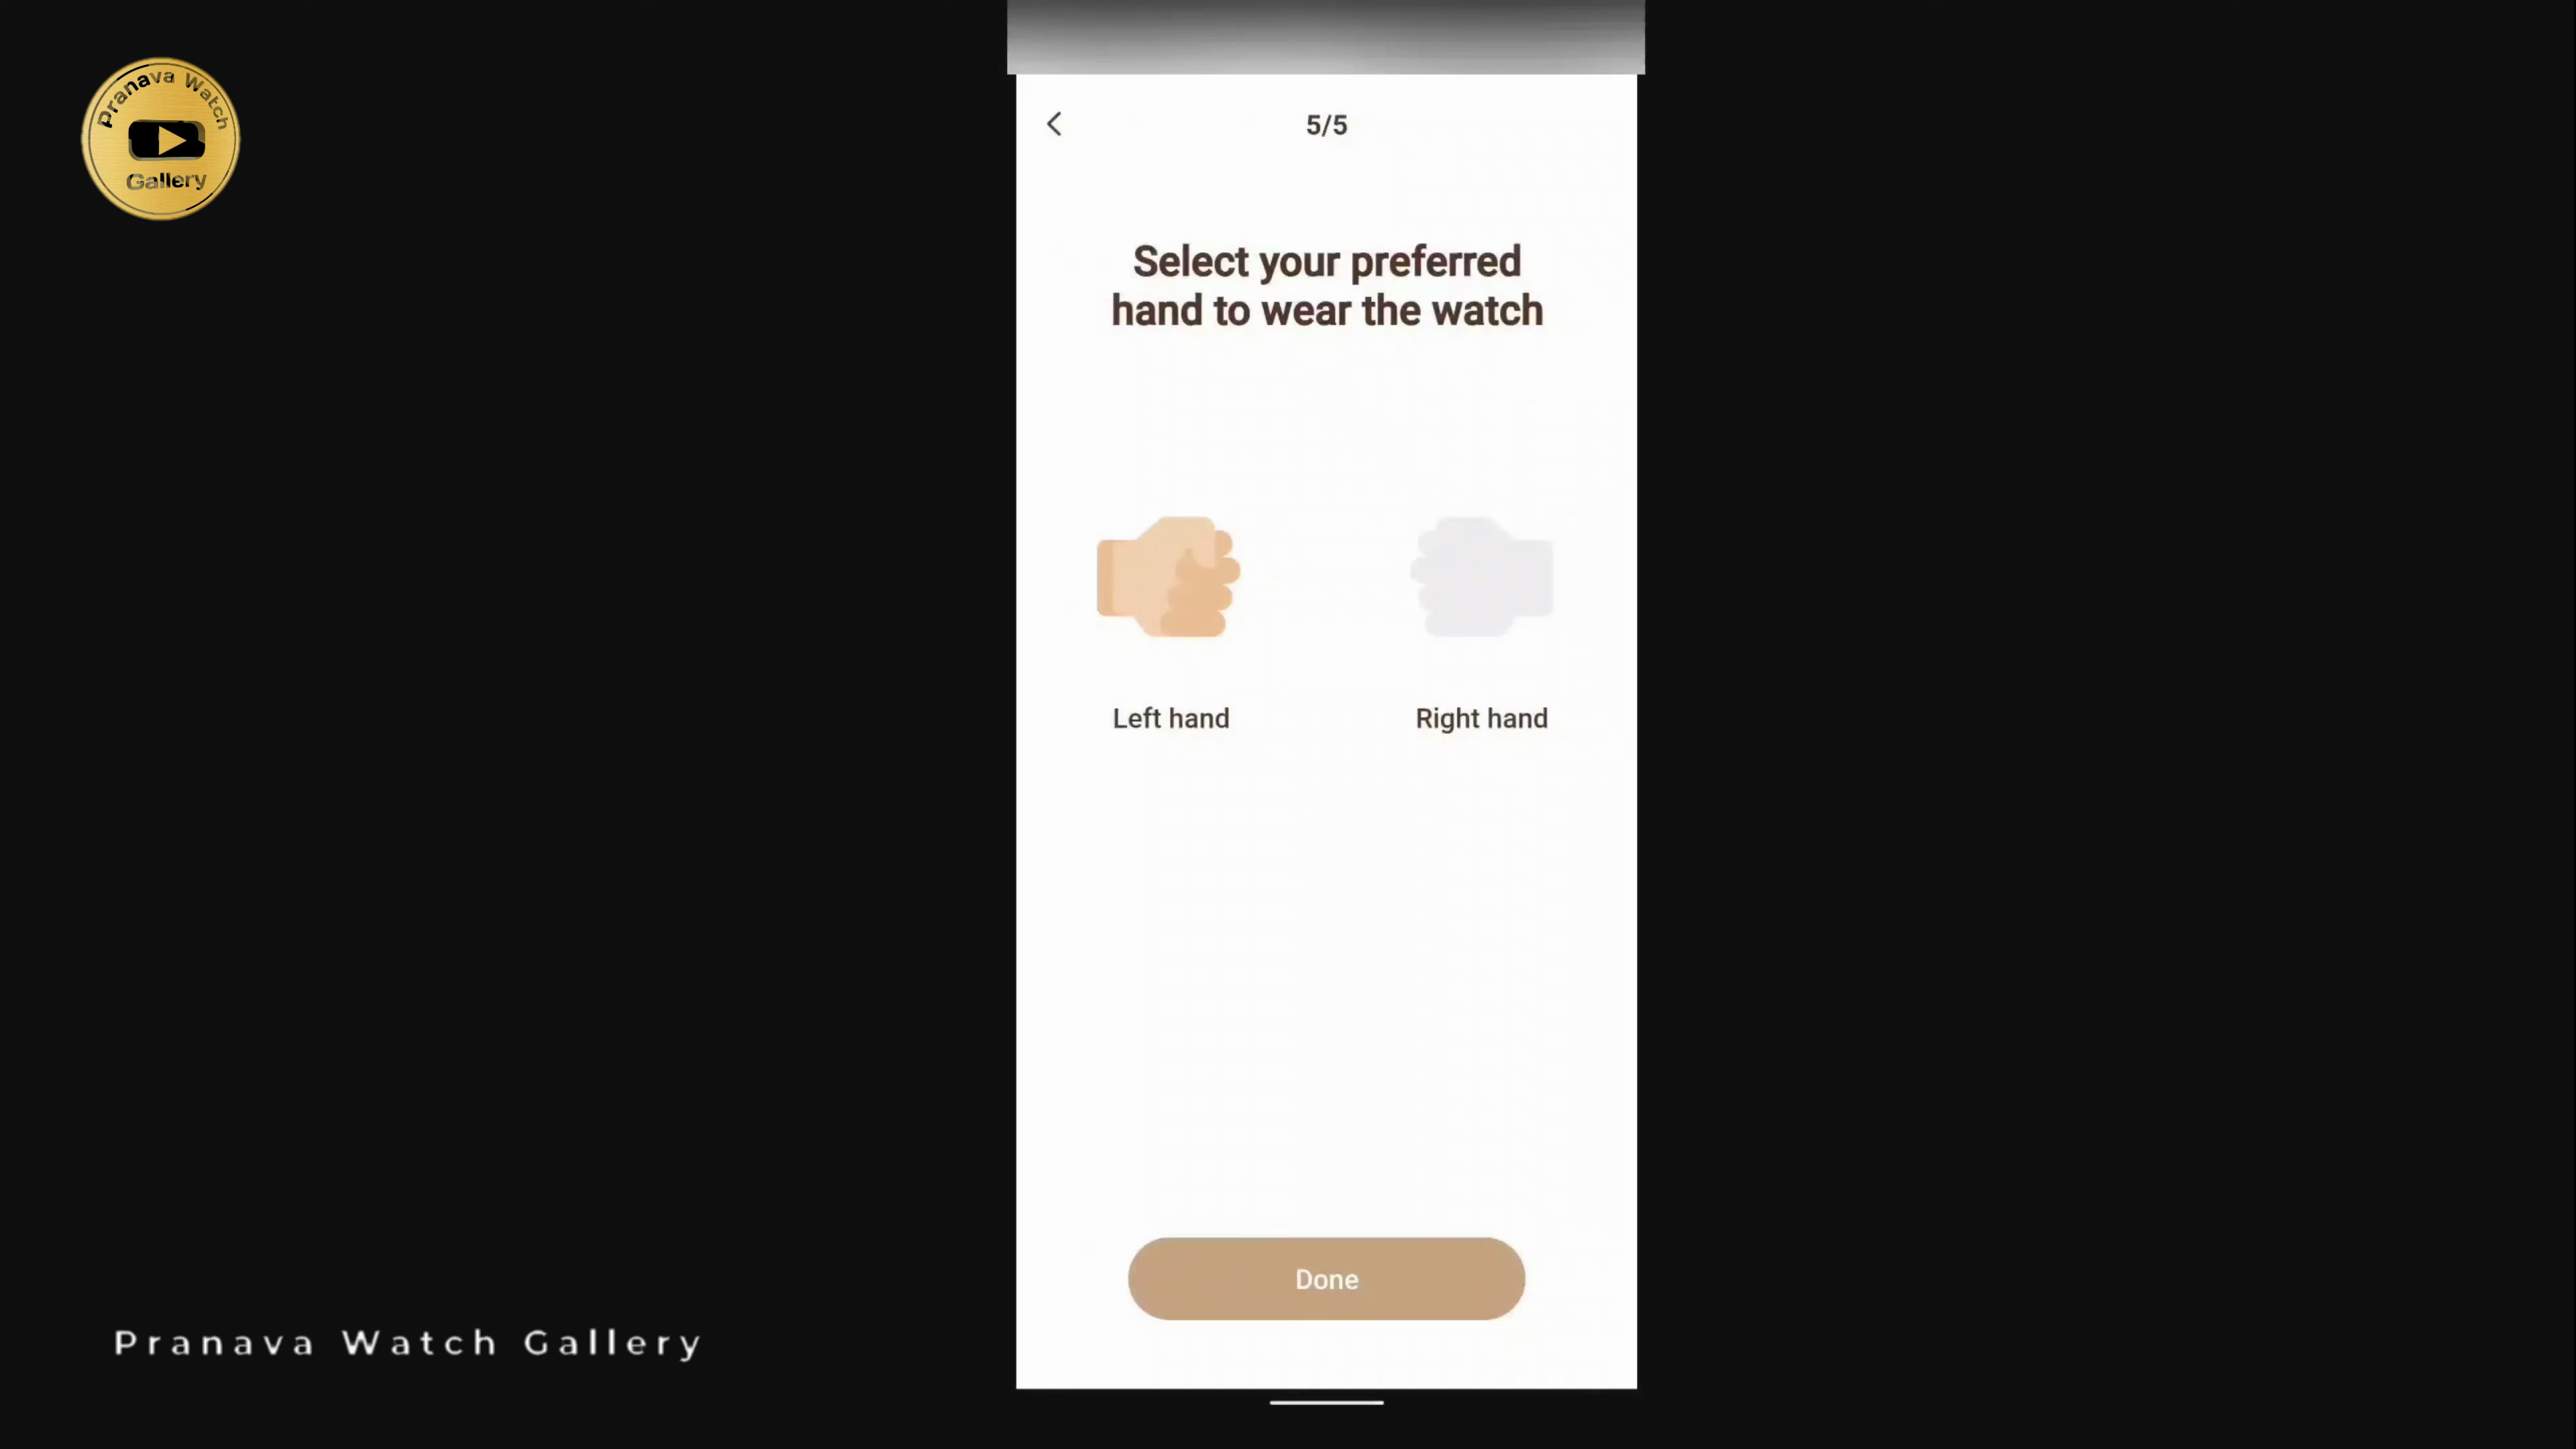 Pranava Watch
Gallery
5/5
Select your preferred
hand to wear the watch
Left hand
Right hand
Done
Pranava Watch Gallery